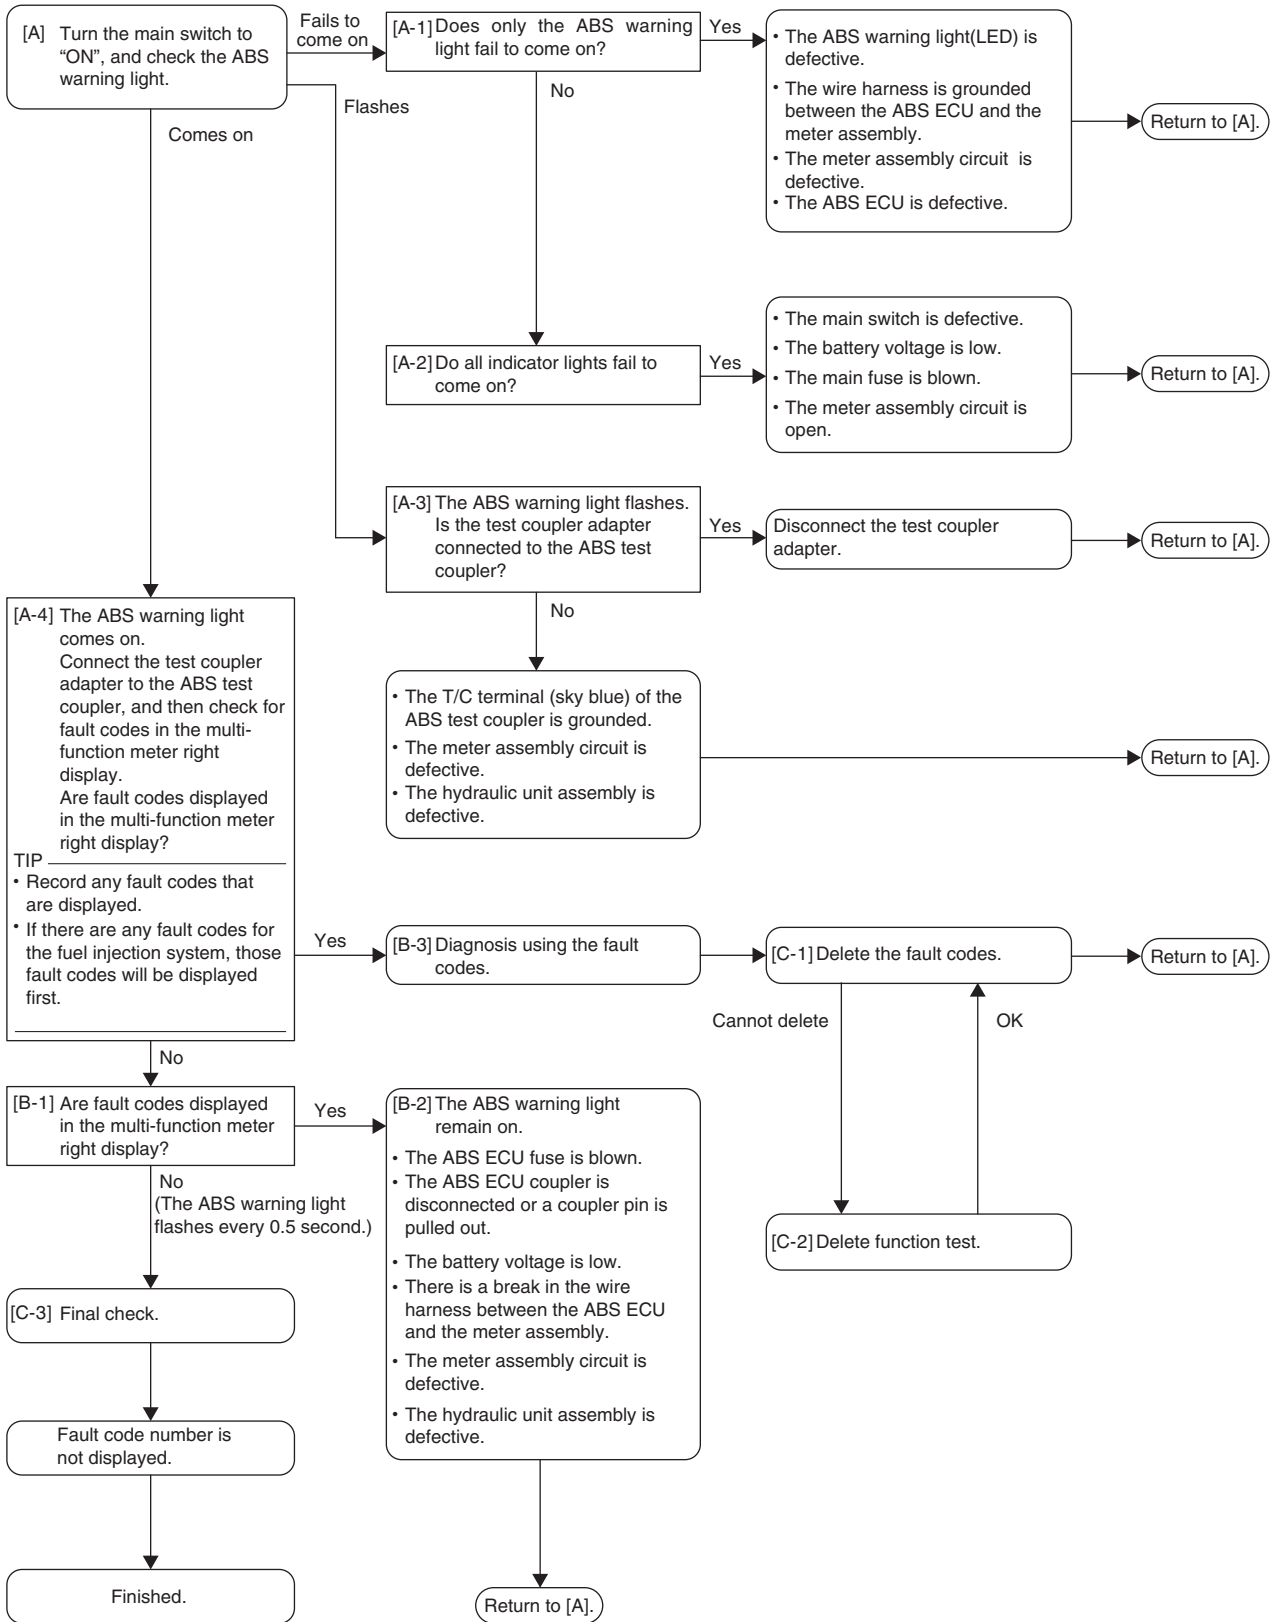 [A] Turn the main switch to
“ON”, and check the ABS
warning light.
Fails to
come on
Flashes
Comes on
[A-1] Does only the ABS warning
light fail to come on?
Yes
No
• The ABS warning light(LED) is
defective.
• The wire harness is grounded
between the ABS ECU and the
meter assembly.
• The meter assembly circuit is
defective.
• The ABS ECU is defective.
Return to [A].
[A-2] Do all indicator lights fail to
come on?
Yes
• The main switch is defective.
• The battery voltage is low.
• The main fuse is blown.
• The meter assembly circuit is
open.
Return to [A].
[A-3] The ABS warning light flashes.
Is the test coupler adapter
connected to the ABS test
coupler?
Yes
Disconnect the test coupler
adapter.
Return to [A].
No
• The T/C terminal (sky blue) of the
ABS test coupler is grounded.
• The meter assembly circuit is
defective.
• The hydraulic unit assembly is
defective.
Return to [A].
[A-4] The ABS warning light
comes on.
Connect the test coupler
adapter to the ABS test
coupler, and then check for
fault codes in the multi-
function meter right
display.
Are fault codes displayed
in the multi-function meter
right display?
TIP
• Record any fault codes that
are displayed.
• If there are any fault codes for
the fuel injection system, those
fault codes will be displayed
first.
Yes
[B-3] Diagnosis using the fault
codes.
[C-1] Delete the fault codes.
Return to [A].
Cannot delete
OK
[C-2] Delete function test.
No
[B-1] Are fault codes displayed
in the multi-function meter
right display?
Yes
[B-2] The ABS warning light
remain on.
• The ABS ECU fuse is blown.
• The ABS ECU coupler is
disconnected or a coupler pin is
pulled out.
• The battery voltage is low.
• There is a break in the wire
harness between the ABS ECU
and the meter assembly.
• The meter assembly circuit is
defective.
• The hydraulic unit assembly is
defective.
Return to [A].
No
(The ABS warning light
flashes every 0.5 second.)
[C-3] Final check.
Fault code number is
not displayed.
Finished.